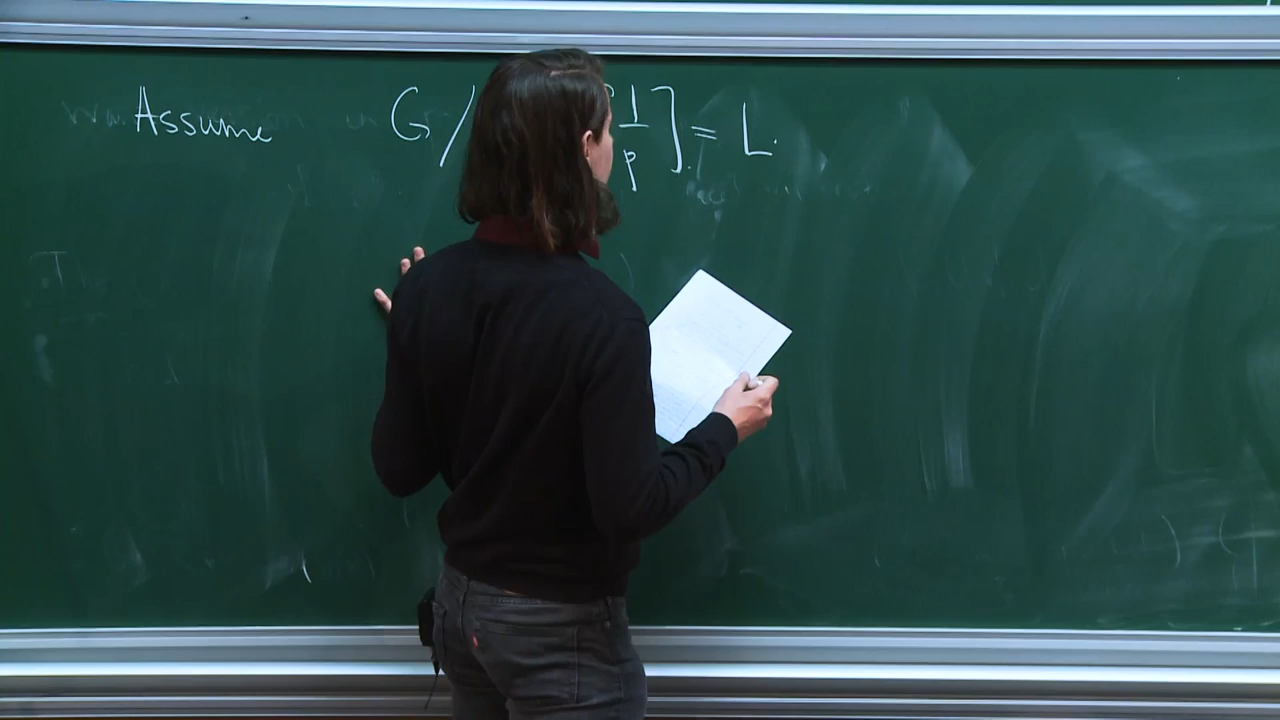 Assume G / 1/p ] = L.